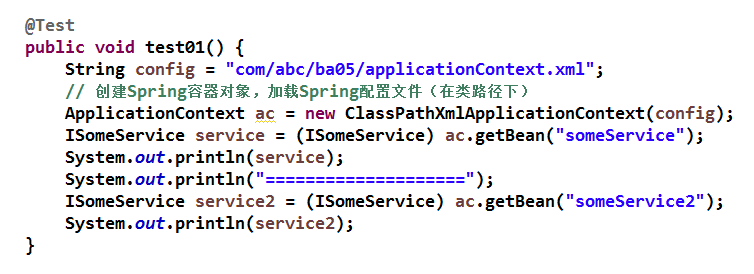 @Test
public void test01() {
    String config = "com/abc/ba05/applicationContext.xml";
    // 创建Spring容器对象，加载Spring配置文件（在类路径下）
    ApplicationContext ac = new ClassPathXmlApplicationContext(config);
    ISomeService service = (ISomeService) ac.getBean("someService");
    System.out.println(service);
    System.out.println("====================");
    ISomeService service2 = (ISomeService) ac.getBean("someService2");
    System.out.println(service2);
}